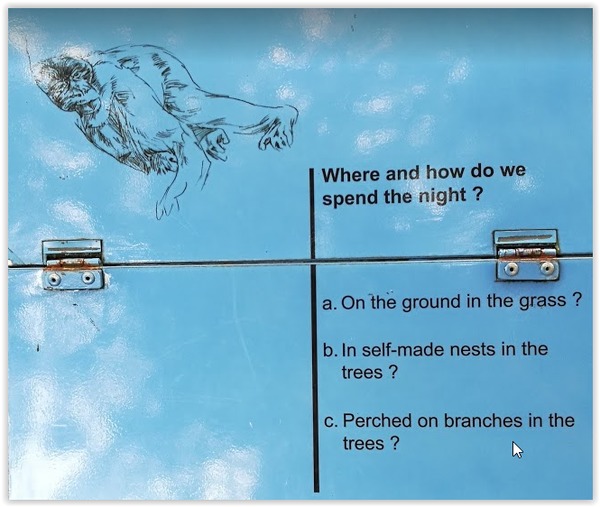 Where and how do we
spend the night ?
a. On the ground in the grass ?
b. In self-made nests in the
trees ?
c. Perched on branches in the
trees ?